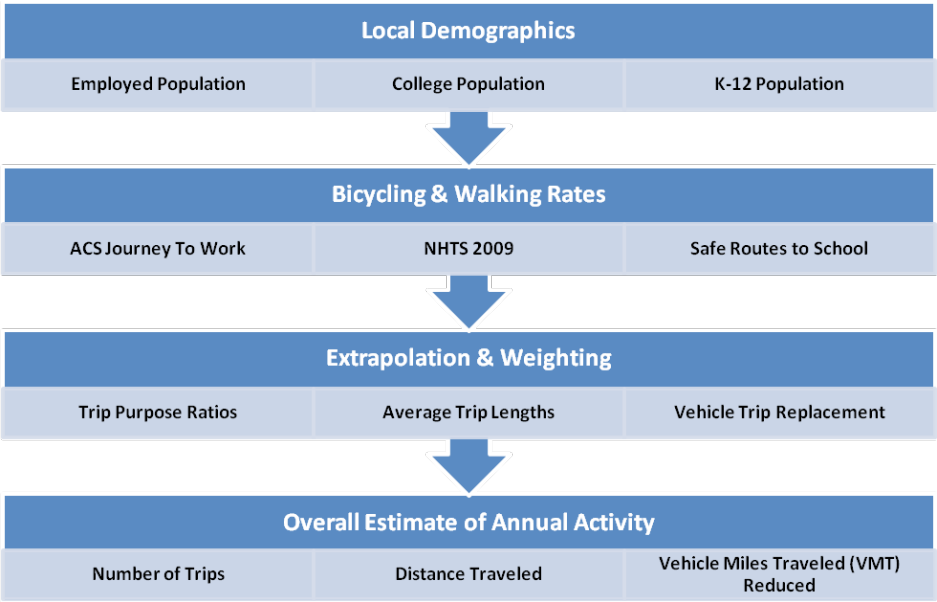 Local Demographics
Employed Population
College Population
K-12 Population
Bicycling & Walking Rates
ACS Journey To Work
NHTS 2009
Safe Routes to School
Extrapolation & Weighting
Trip Purpose Ratios
Average Trip Lengths
Vehicle Trip Replacement
Overall Estimate of Annual Activity
Number of Trips
Distance Traveled
Vehicle Miles Traveled (VMT)
Reduced